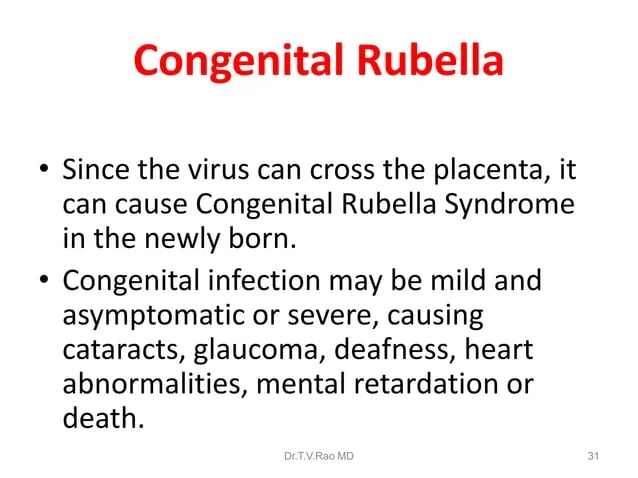 Congenital Rubella
• Since the virus can cross the placenta, it
can cause Congenital Rubella Syndrome
in the newly born.
• Congenital infection may be mild and
asymptomatic or severe, causing
cataracts, glaucoma, deafness, heart
abnormalities, mental retardation or
death.
Dr.T.V.Rao MD 31